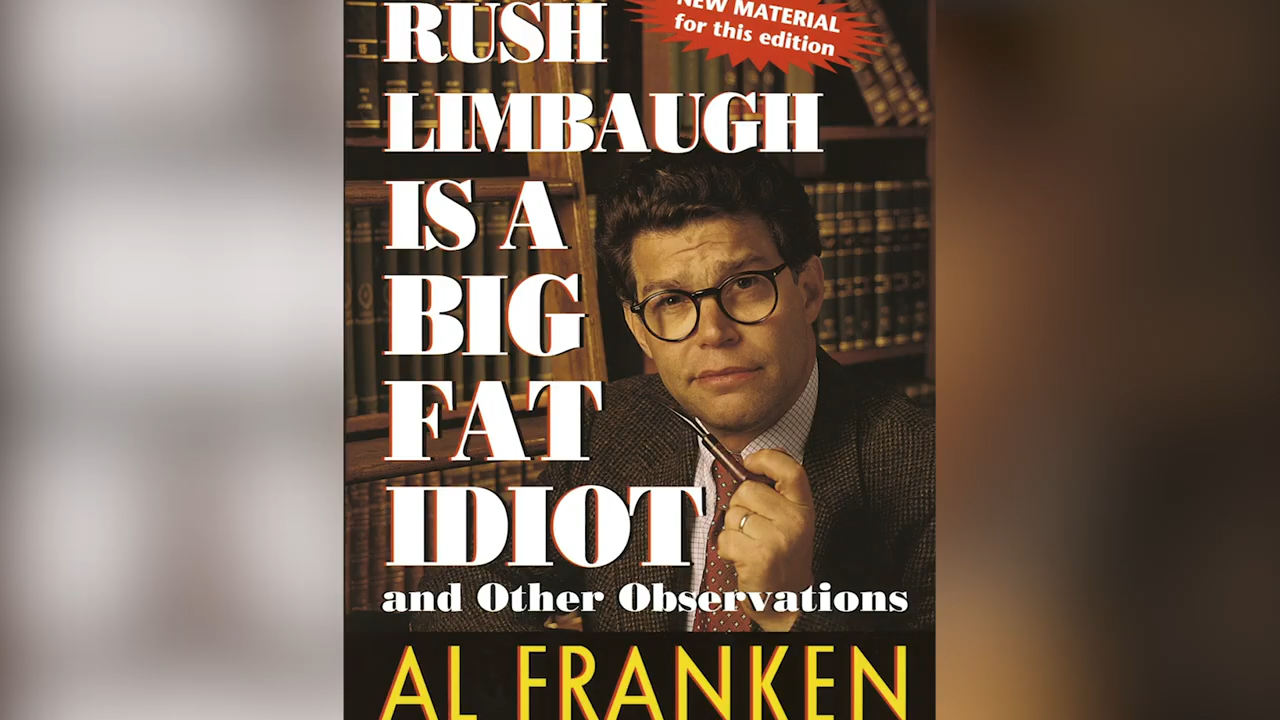 RUSH
NEW MATERIAL
for this edition
LIMBAUGH
IS A
BIG
FAT
IDIOT
and Other Observations
AL FRANKEN